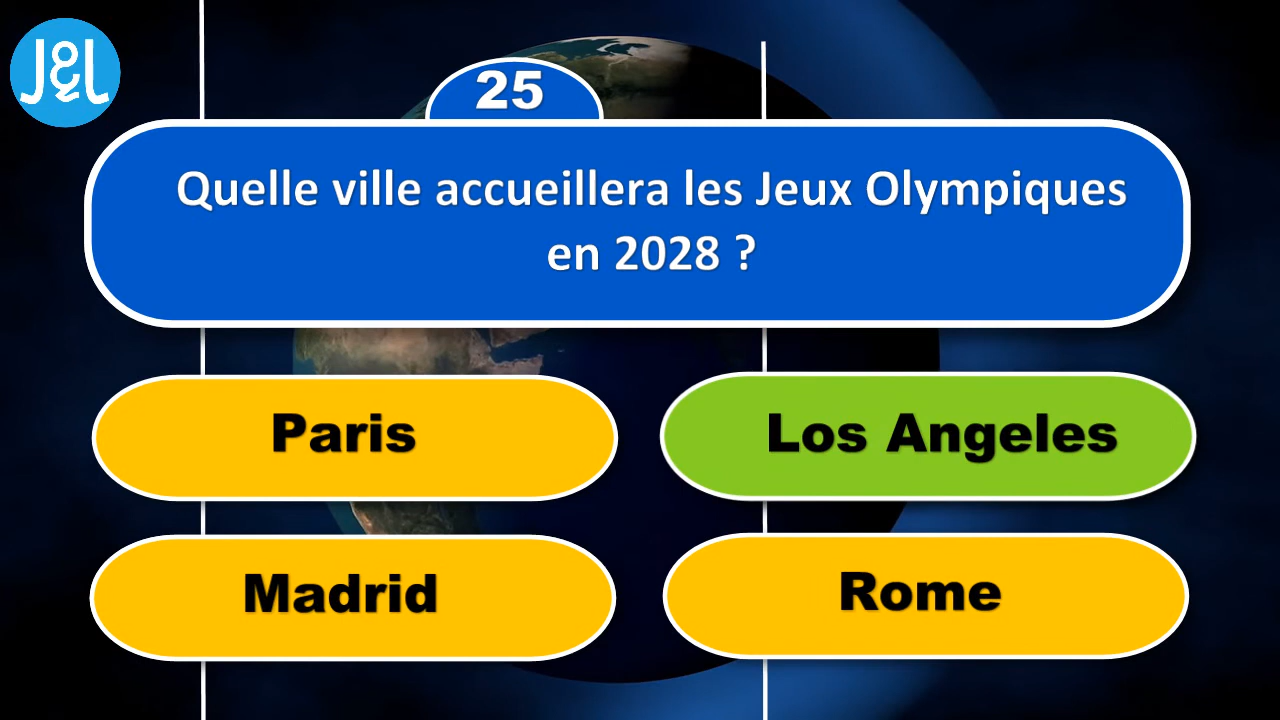 J&L
25
Quelle ville accueillera les Jeux Olympiques
en 2028 ?
Paris
Los Angeles
Madrid
Rome